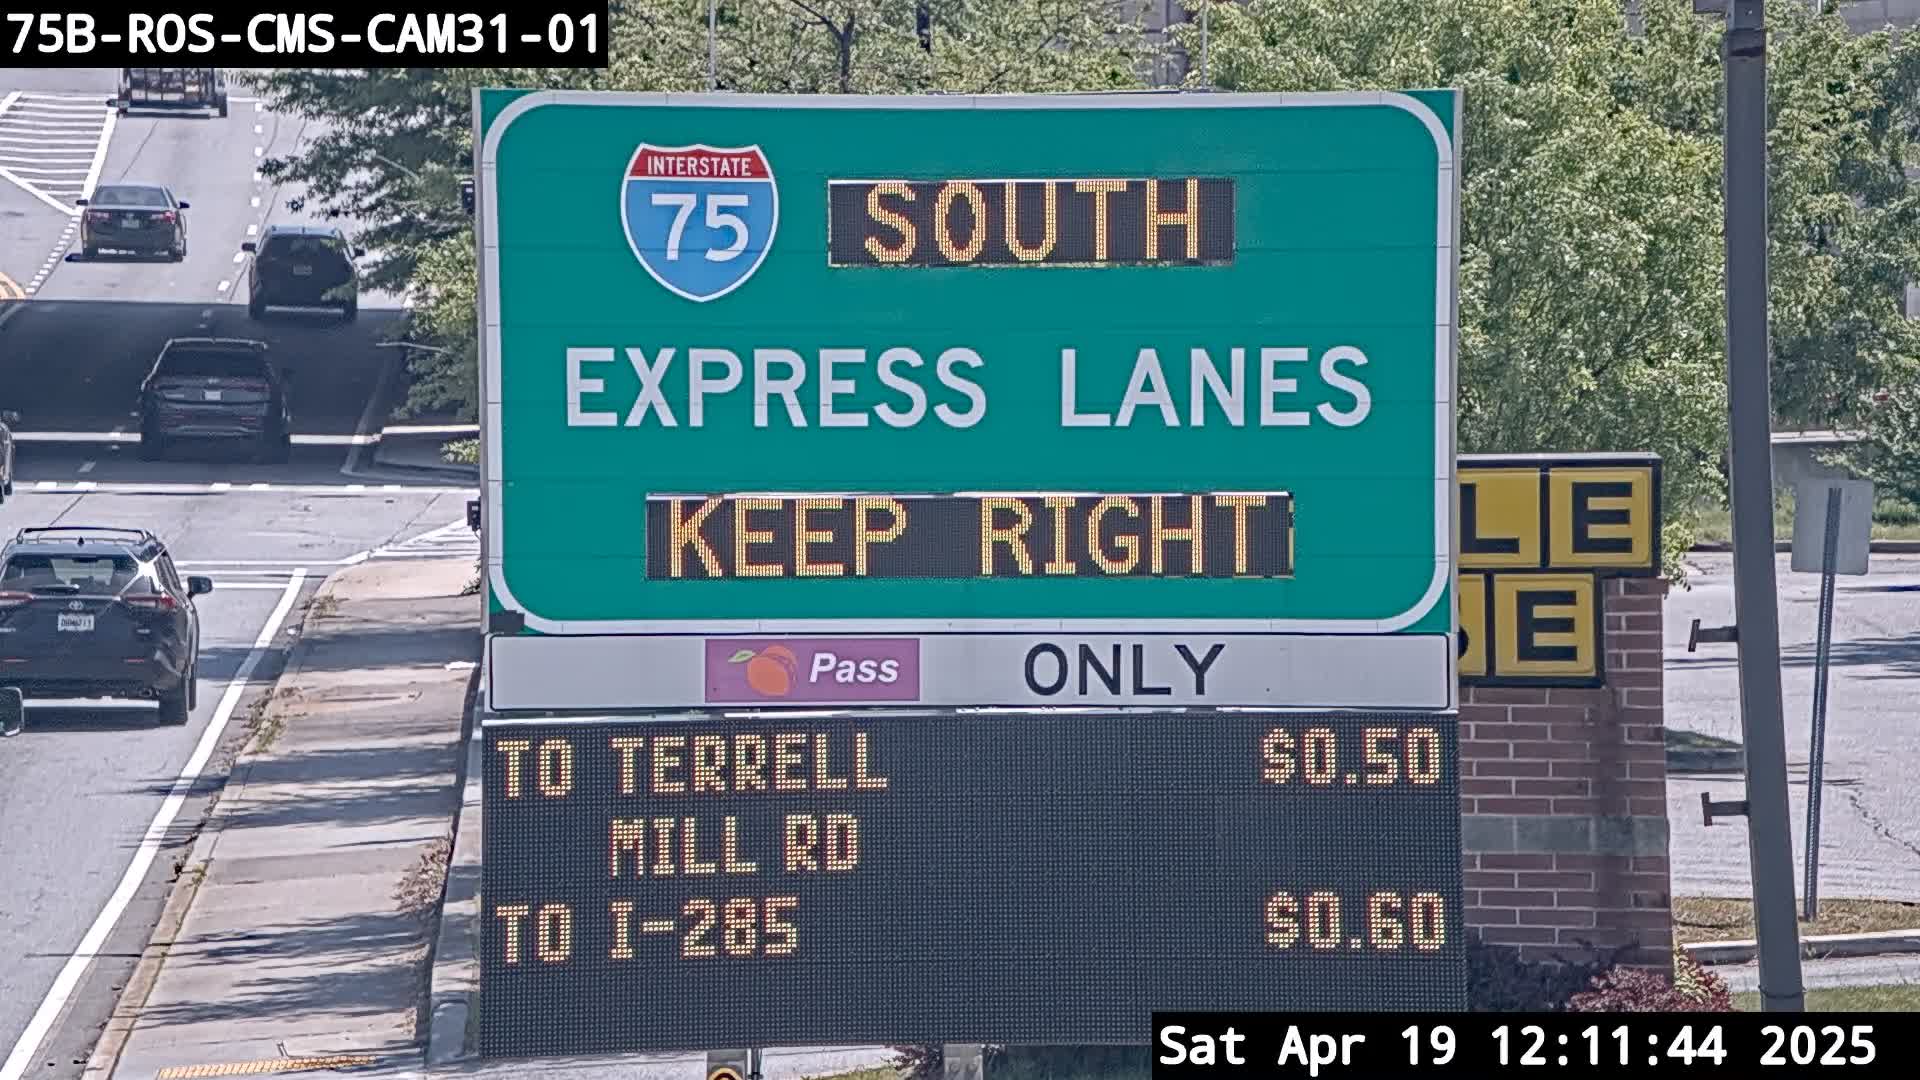 75B-ROS-CMS-CAM31-01
INTERSTATE
75
SOUTH
EXPRESS LANES
KEEP RIGHT
Pass ONLY
TO TERRELL $0.50
MILL RD
TO I-285 $0.60
LE
E
Sat Apr 19 12:11:44 2025